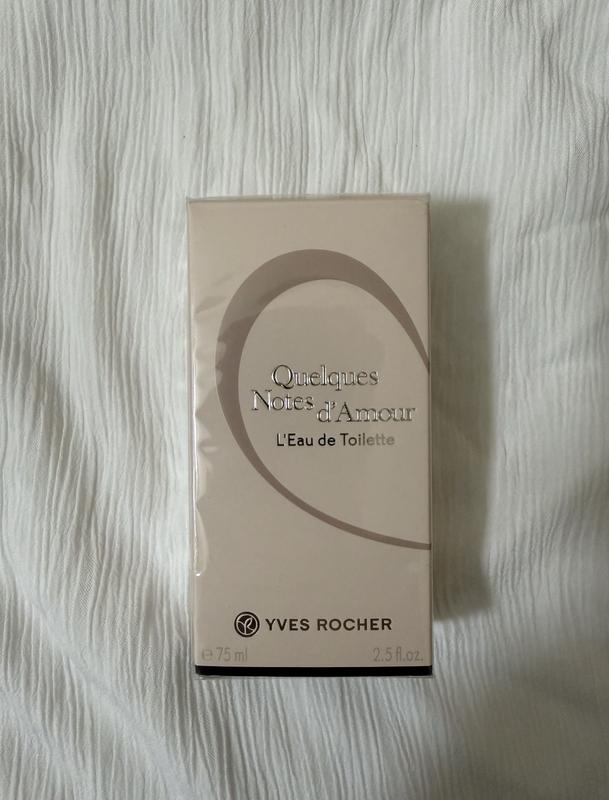 Quelques
Notes d'Amour
L'Eau de Toilette
YVES ROCHER
℮ 75 ml 2.5 fl.oz.